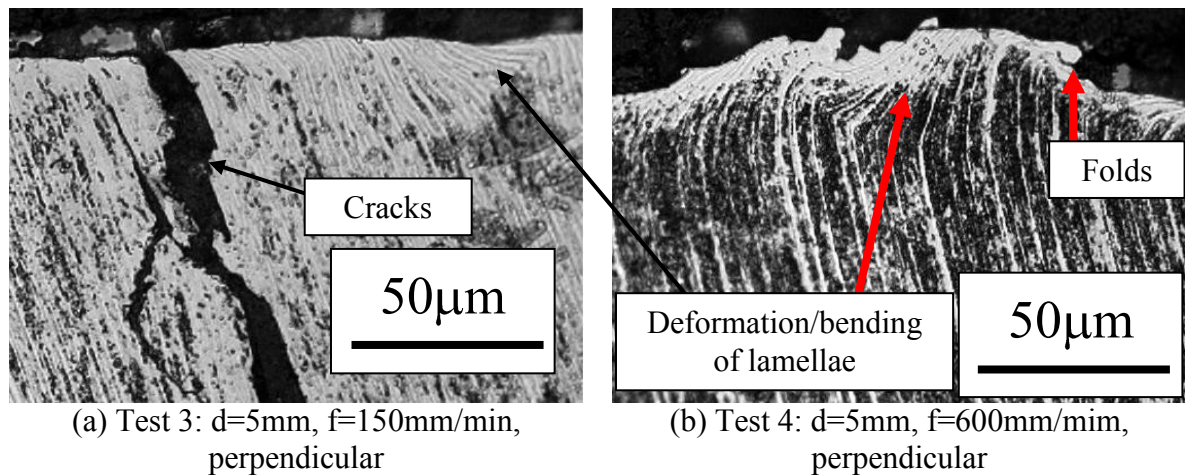 Cracks
50μm
Folds
Deformation/bending
of lamellae
50μm
(a) Test 3: d=5mm, f=150mm/min,
perpendicular
(b) Test 4: d=5mm, f=600mm/mim,
perpendicular